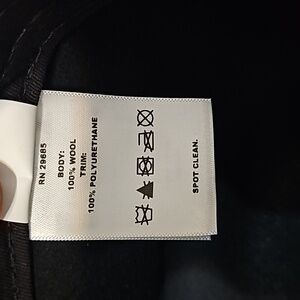 RN 29685
BODY:
100% WOOL
TRIM:
100% POLYURETHANE
SPOT CLEAN.